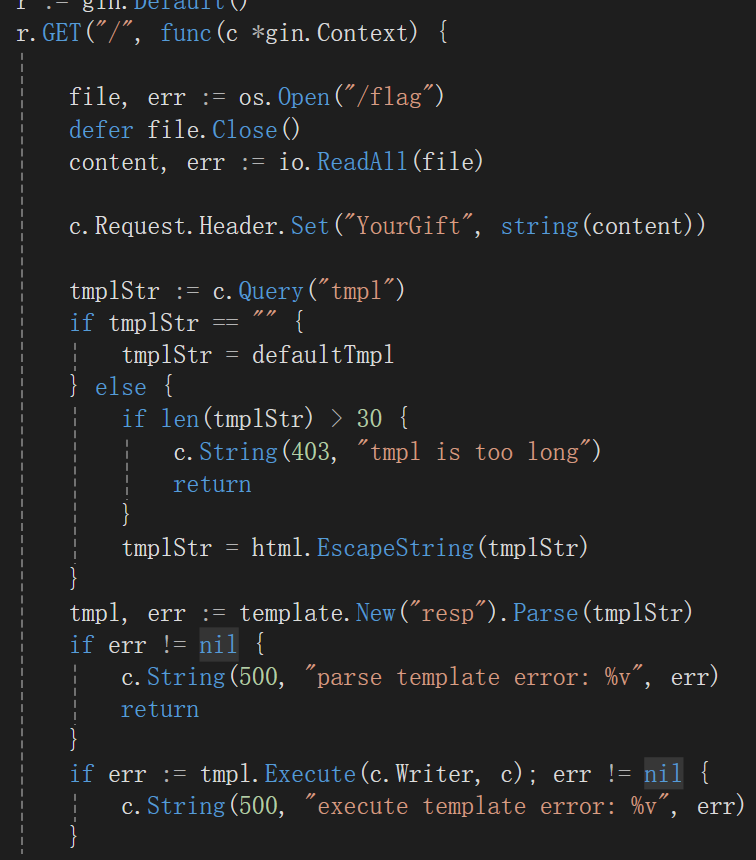 r := gin.Default()
r.GET("/", func(c *gin.Context) {
file, err := os.Open("/flag")
defer file.Close()
content, err := io.ReadAll(file)
c.Request.Header.Set("YourGift", string(content))
tmplStr := c.Query("tmpl")
if tmplStr == "" {
tmplStr = defaultTmpl
} else {
if len(tmplStr) > 30 {
c.String(403, "tmpl is too long")
return
}
tmplStr = html.EscapeString(tmplStr)
}
tmpl, err := template.New("resp").Parse(tmplStr)
if err != nil {
c.String(500, "parse template error: %v", err)
return
}
if err := tmpl.Execute(c.Writer, c); err != nil {
c.String(500, "execute template error: %v", err)
}